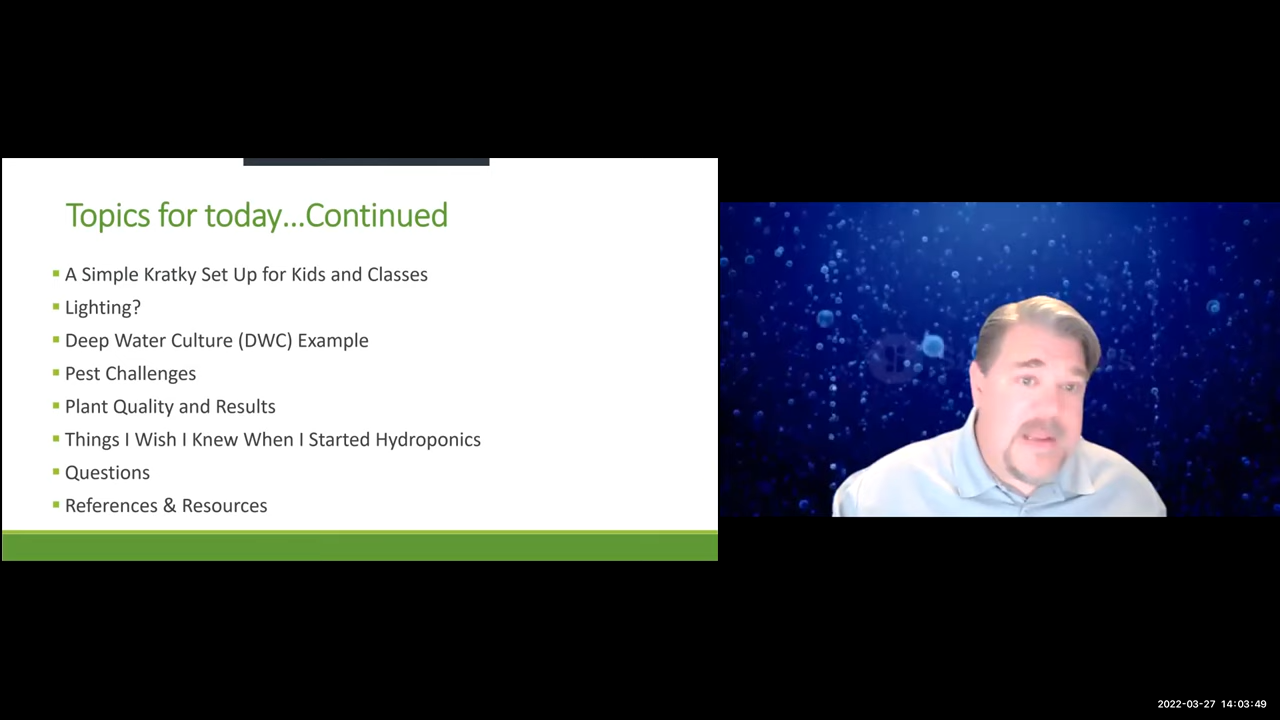 Topics for today...Continued
A Simple Kratky Set Up for Kids and Classes
Lighting?
Deep Water Culture (DWC) Example
Pest Challenges
Plant Quality and Results
Things I Wish I Knew When I Started Hydroponics
Questions
References & Resources
2022-03-27 14:03:49